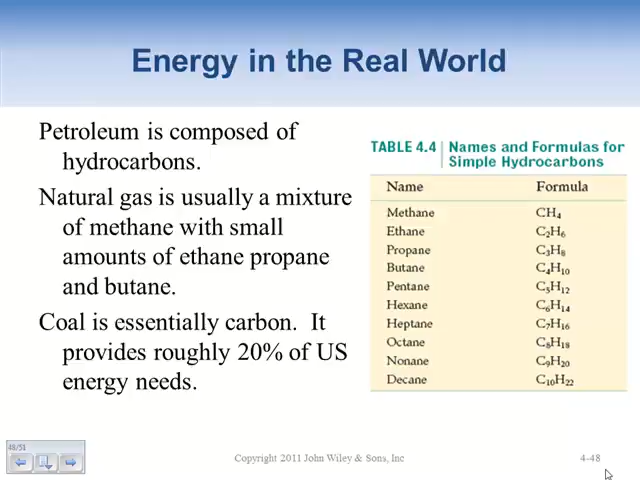 Energy in the Real World
Petroleum is composed of
hydrocarbons.
Natural gas is usually a mixture
of methane with small
amounts of ethane propane
and butane.
Coal is essentially carbon. It
provides roughly 20% of US
energy needs.
TABLE 4.4 Names and Formulas for
Simple Hydrocarbons
Name Formula
Methane CH₄
Ethane C₂H₆
Propane C₃H₈
Butane C₄H₁₀
Pentane C₅H₁₂
Hexane C₆H₁₄
Heptane C₇H₁₆
Octane C₈H₁₈
Nonane C₉H₂₀
Decane C₁₀H₂₂
48/51
Copyright 2011 John Wiley & Sons, Inc
4-48